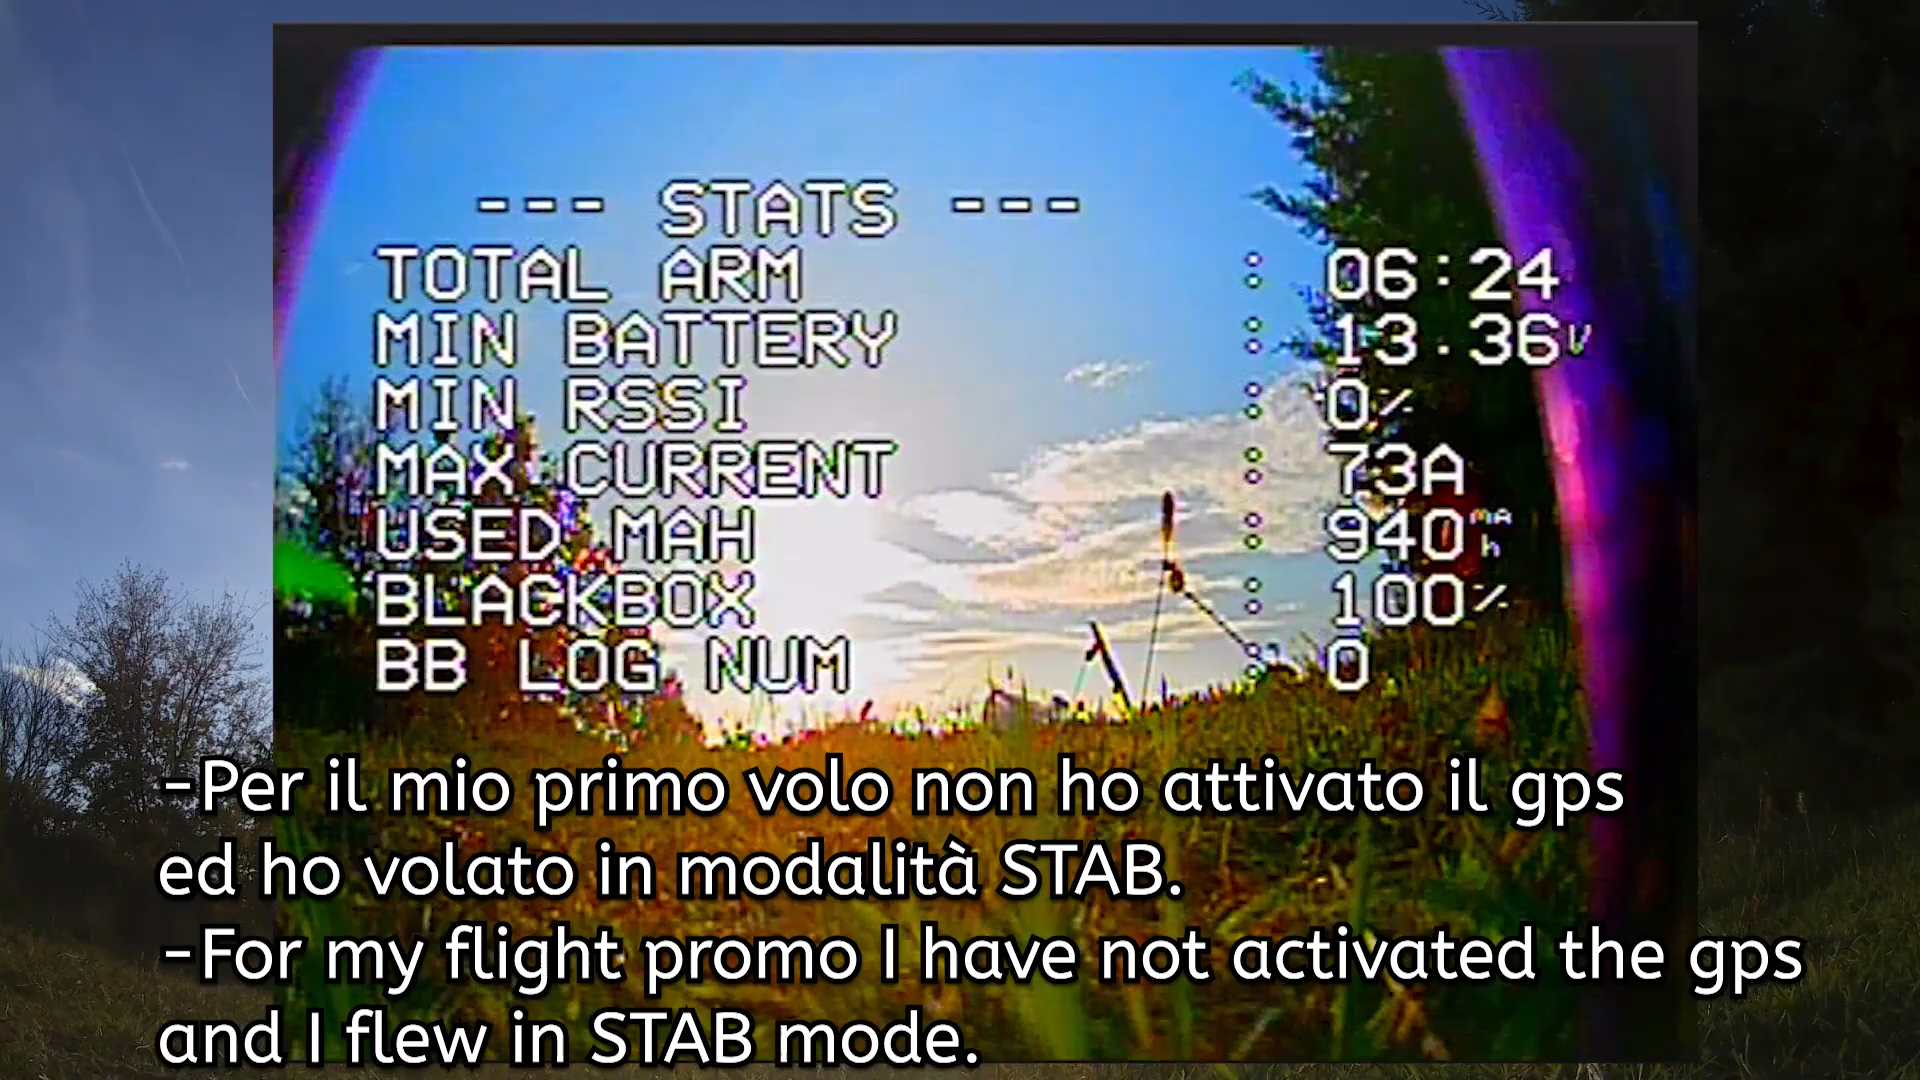 --- STATS ---
TOTAL ARM : 06:24
MIN BATTERY : 13.36V
MIN RSSI : 0%
MAX CURRENT : 73A
USED MAH : 940mAh
BLACKBOX : 100%
BB LOG NUM : 0
-Per il mio primo volo non ho attivato il gps
ed ho volato in modalità STAB.
-For my flight promo I have not activated the gps
and I flew in STAB mode.